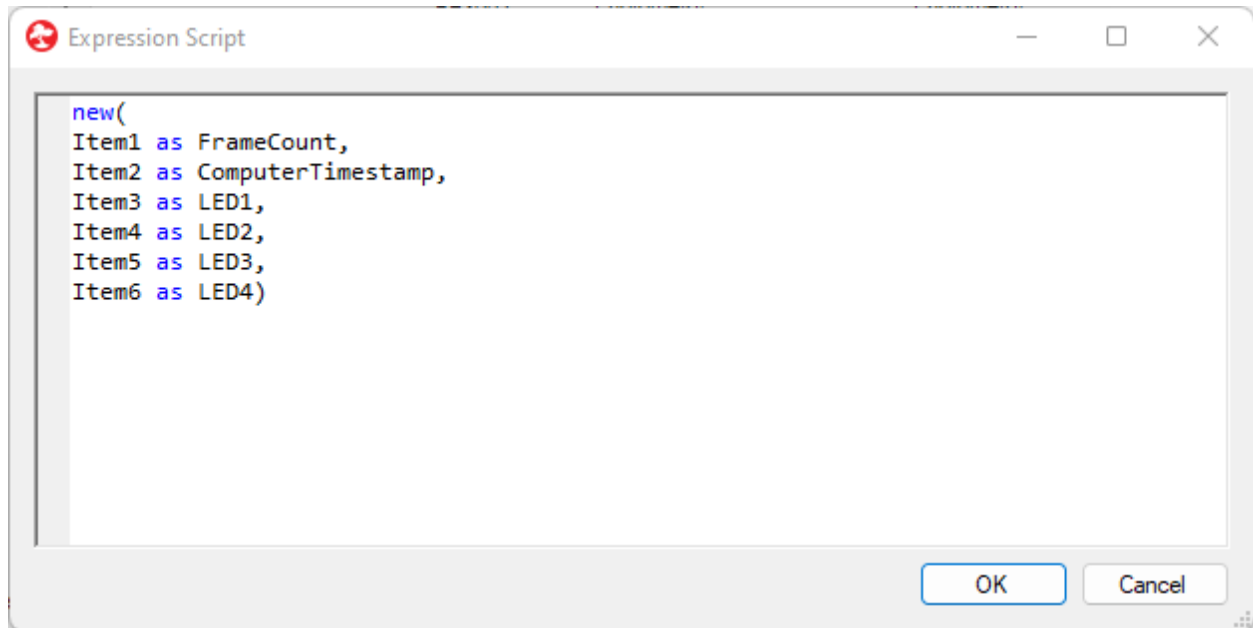 Expression Script
new(
Item1 as FrameCount,
Item2 as ComputerTimestamp,
Item3 as LED1,
Item4 as LED2,
Item5 as LED3,
Item6 as LED4)
OK Cancel